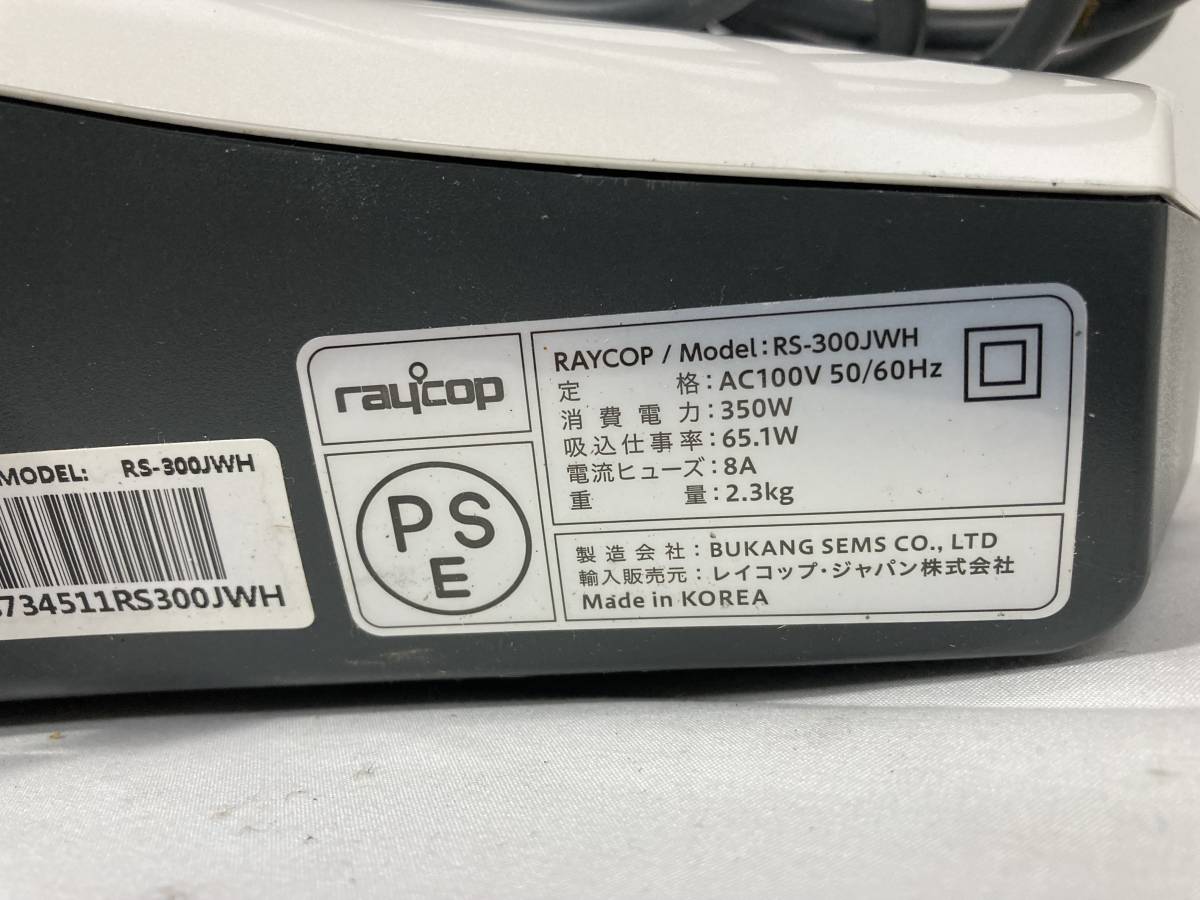 raycop
PSE
RAYCOP / Model:RS-300JWH
定 格:AC100V 50/60Hz
消費電力:350W
吸込仕事率:65.1W
電流ヒューズ:8A
重 量:2.3kg
製造会社:BUKANG SEMS CO., LTD
輸入販売元:レイコップ・ジャパン株式会社
Made in KOREA
MODEL: RS-300JWH
734511RS300JWH